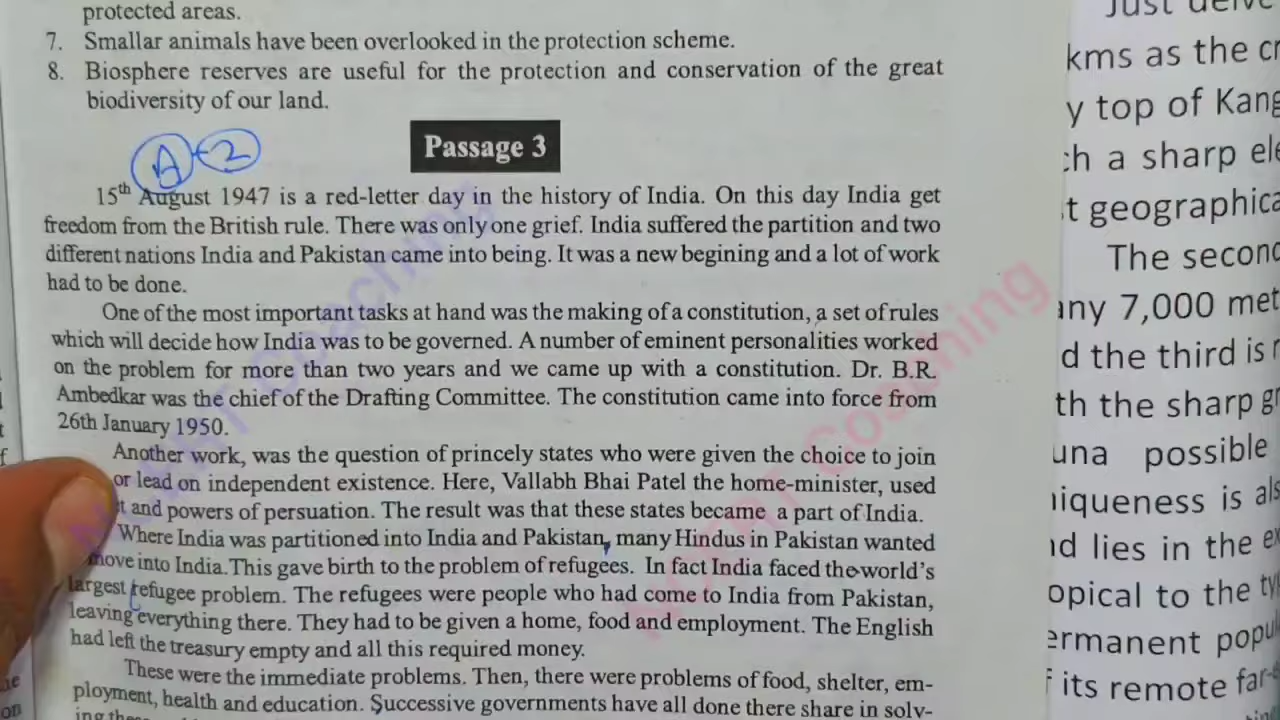 protected areas.
7. Smallar animals have been overlooked in the protection scheme.
8. Biosphere reserves are useful for the protection and conservation of the great
biodiversity of our land.
A-2
Passage 3
15th August 1947 is a red-letter day in the history of India. On this day India get
freedom from the British rule. There was only one grief. India suffered the partition and two
different nations India and Pakistan came into being. It was a new begining and a lot of work
had to be done.
One of the most important tasks at hand was the making of a constitution, a set of rules
which will decide how India was to be governed. A number of eminent personalities worked
on the problem for more than two years and we came up with a constitution. Dr. B.R.
Ambedkar was the chief of the Drafting Committee. The constitution came into force from
26th January 1950.
Another work, was the question of princely states who were given the choice to join
or lead on independent existence. Here, Vallabh Bhai Patel the home-minister, used
and powers of persuation. The result was that these states became a part of India.
Where India was partitioned into India and Pakistan, many Hindus in Pakistan wanted
move into India. This gave birth to the problem of refugees. In fact India faced the world's
largest refugee problem. The refugees were people who had come to India from Pakistan,
leaving everything there. They had to be given a home, food and employment. The English
had left the treasury empty and all this required money.
These were the immediate problems. Then, there were problems of food, shelter, em-
ployment, health and education. Successive governments have all done there share in solv-
Just
kms as the
y top of
a sharp
The second
any 7,000
the third is
th the sharp
una possible
iqueness is
lies in the
opical to the
its remote
NCERT Coaching
NCERT Coaching